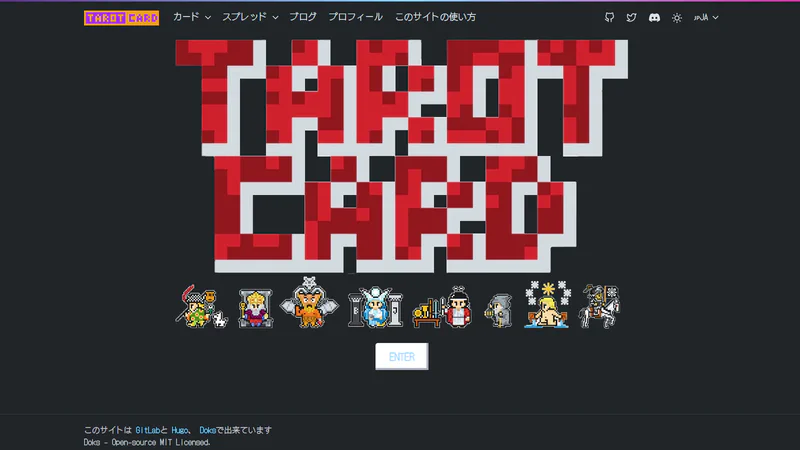 TAROT CARD カード スプレッド ブログ プロフィール このサイトの使い方 JPJA
TAROT
CARD
B J
ENTER
このサイトは GitLabと Hugo、 Doksで出来ています
Doks - Open-source MIT Licensed.